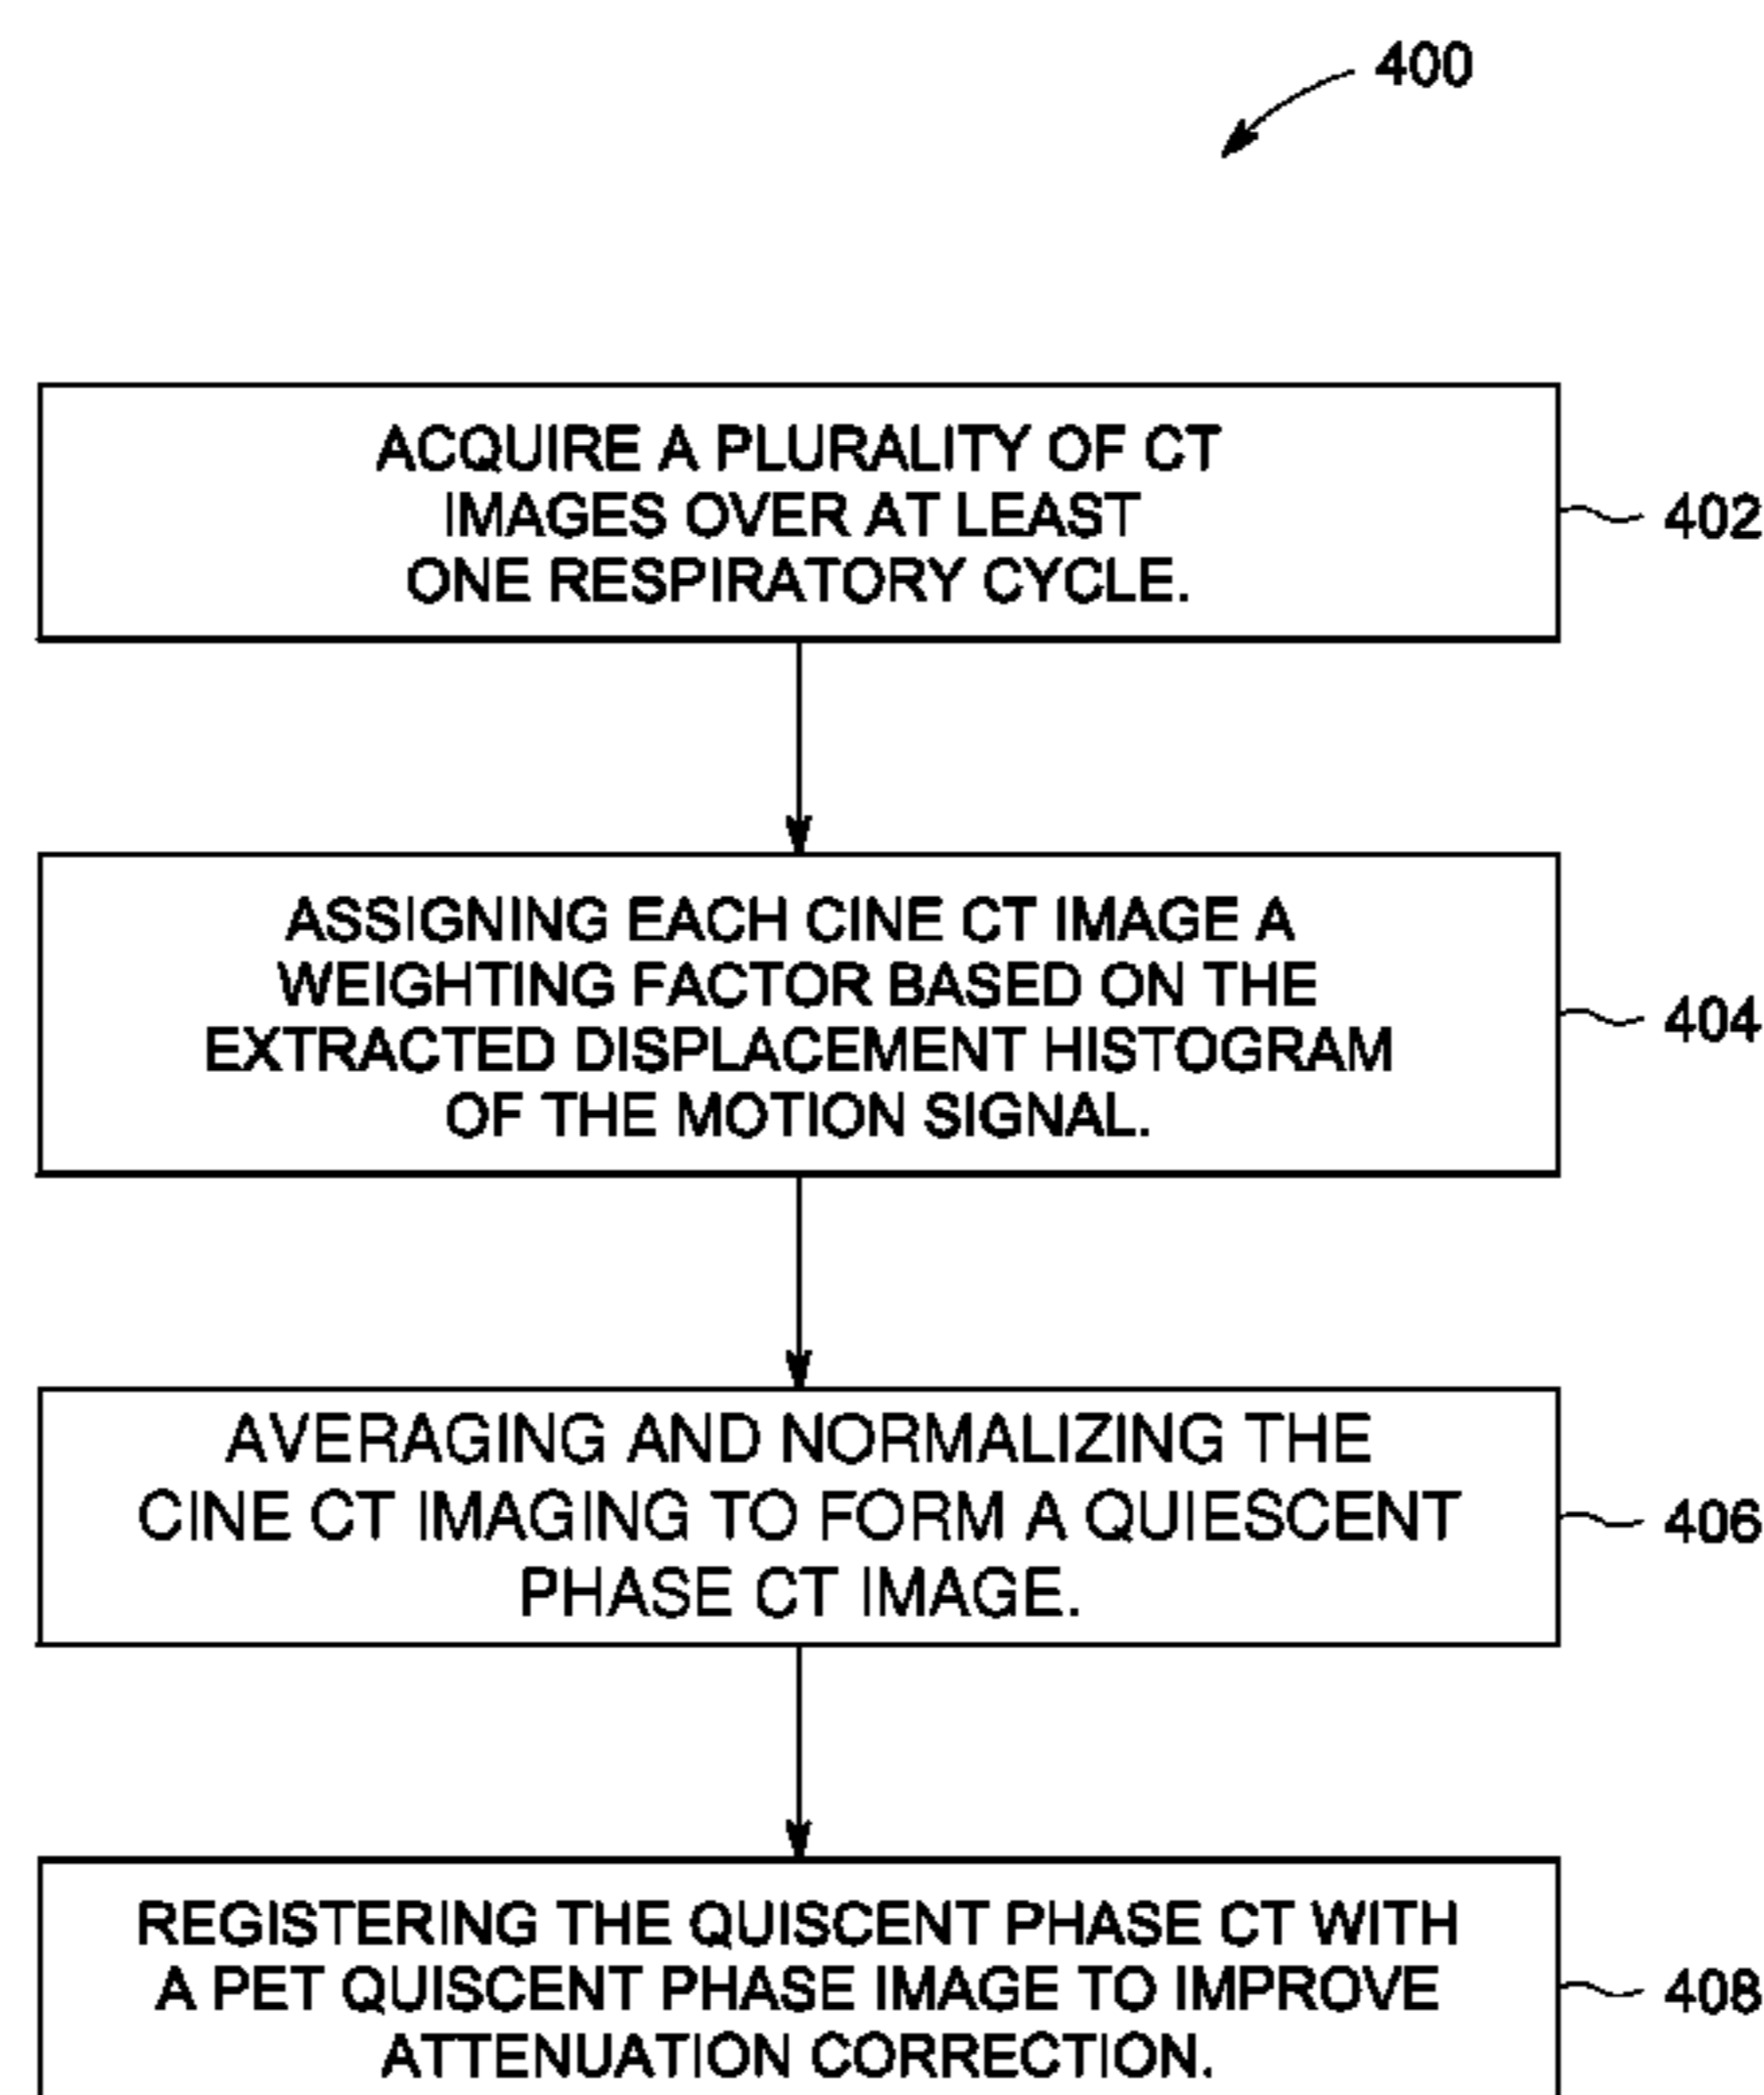 400
ACQUIRE A PLURALITY OF CT
IMAGES OVER AT LEAST
ONE RESPIRATORY CYCLE.
402
ASSIGNING EACH CINE CT IMAGE A
WEIGHTING FACTOR BASED ON THE
EXTRACTED DISPLACEMENT HISTOGRAM
OF THE MOTION SIGNAL.
404
AVERAGING AND NORMALIZING THE
CINE CT IMAGING TO FORM A QUIESCENT
PHASE CT IMAGE.
406
REGISTERING THE QUISCENT PHASE CT WITH
A PET QUISCENT PHASE IMAGE TO IMPROVE
ATTENUATION CORRECTION.
408